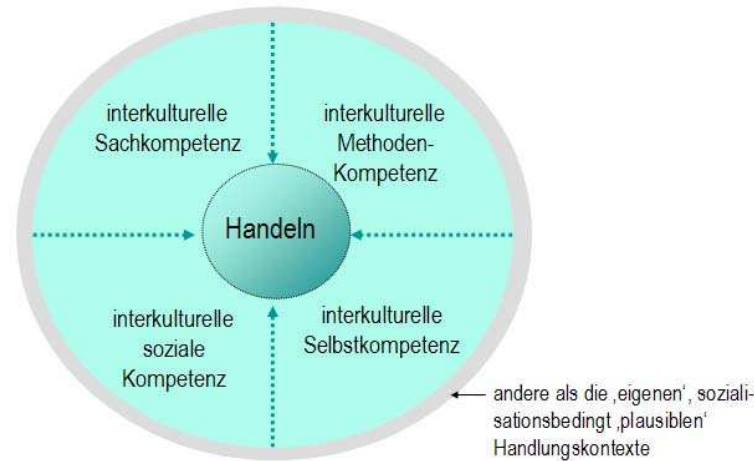 interkulturelle
Sachkompetenz
interkulturelle
Methoden-
Kompetenz
Handeln
interkulturelle
soziale
Kompetenz
interkulturelle
Selbstkompetenz
andere als die ‚eigenen‘, soziali-
sationsbedingt ‚plausiblen‘
Handlungskontexte